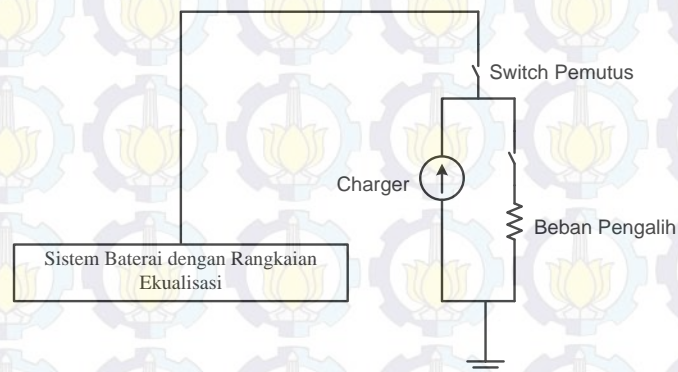 Switch Pemutus
Charger
Beban Pengalih
Sistem Baterai dengan Rangkaian
Ekualisasi